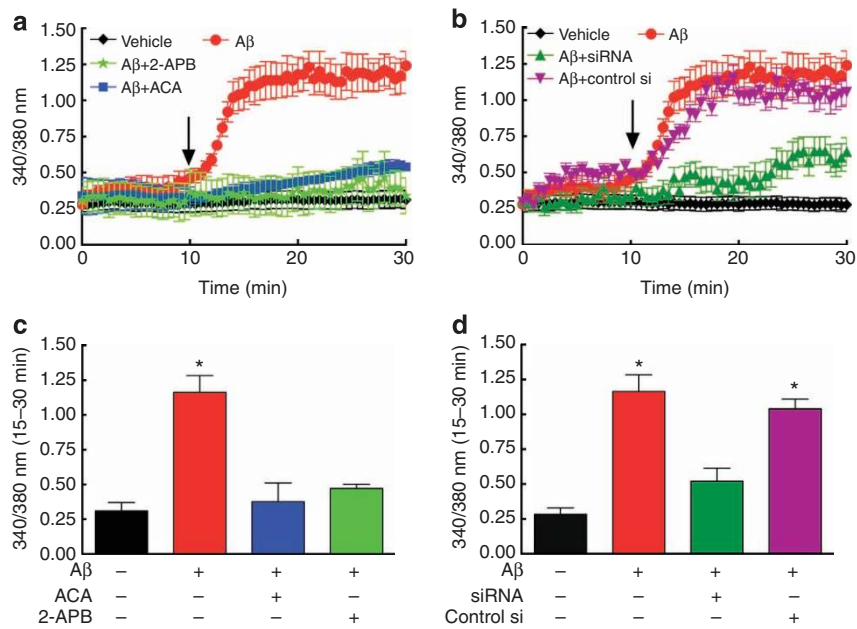 a
1.50
1.25
1.00
0.50
0.25
0.00
340/380 nm
Vehicle
Aβ
Aβ+2-APB
Aβ+ACA
0 10 20 30
Time (min)
b
1.50
1.25
1.00
0.50
0.25
0.00
340/380 nm
Vehicle
Aβ
Aβ+siRNA
Aβ+control si
0 10 20 30
Time (min)
c
1.50
1.25
1.00
0.75
0.50
0.25
0.00
340/380 nm (15–30 min)
*
Aβ – + + +
ACA – – + –
2-APB – – – +
d
1.50
1.25
1.00
0.75
0.50
0.25
0.00
340/380 nm (15–30 min)
*
*
Aβ – + + +
siRNA – – + –
Control si – – – +